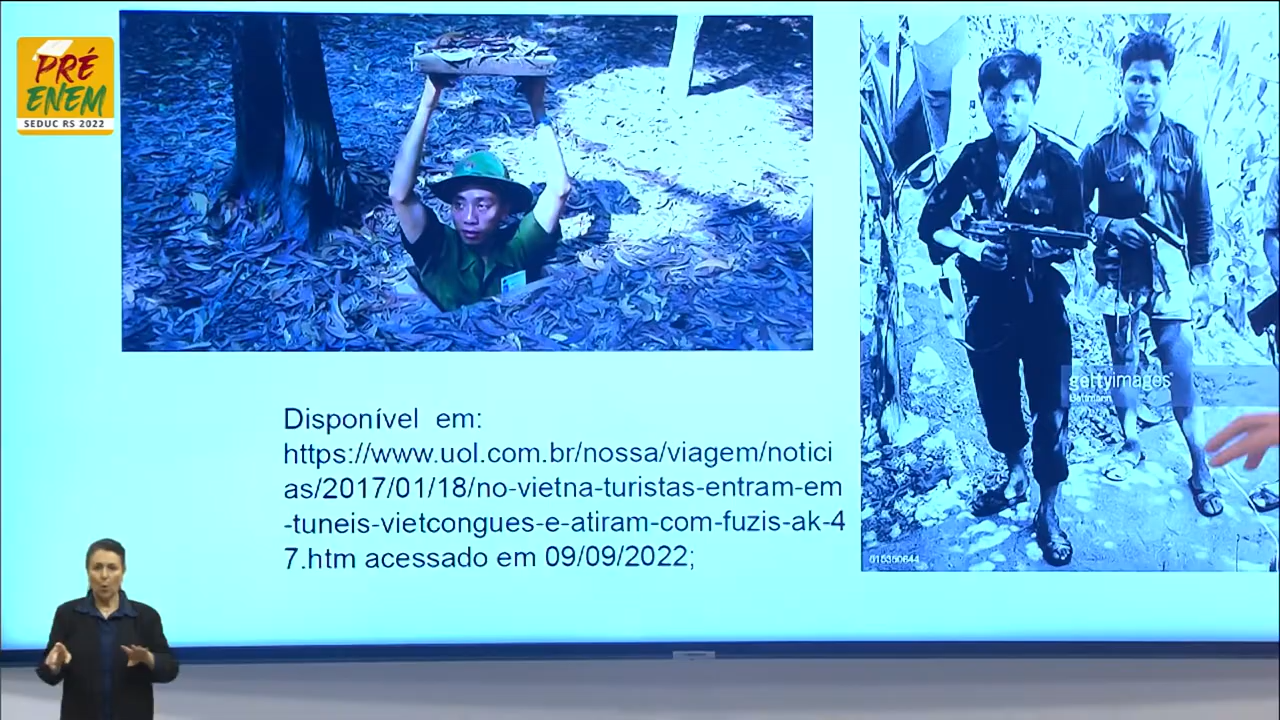 PRÉ
ENEM
SEDUC RS 2022
gettyimages®
Bettmann
Disponível em:
https://www.uol.com.br/nossa/viagem/notici
as/2017/01/18/no-vietna-turistas-entram-em
-tuneis-vietcongues-e-atiram-com-fuzis-ak-4
7.htm acessado em 09/09/2022;